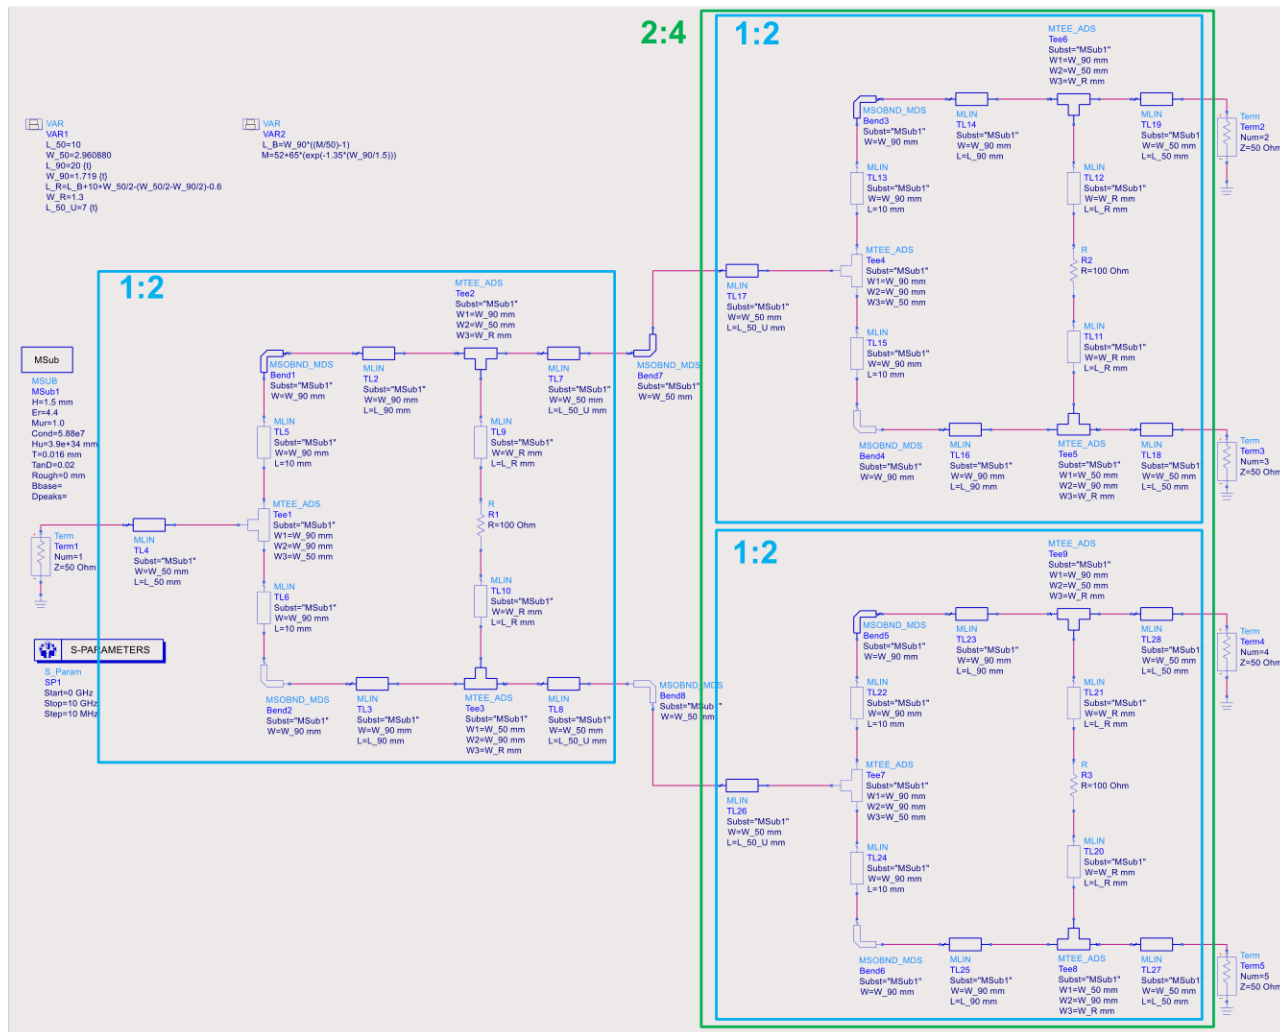 2:4
1:2
VAR
VAR1
L_50=10
W_50=2.960880
L_90=20 {t}
W_90=1.719 {t}
L_R=L_B+10+W_50/2-(W_50/2-W_90/2)-0.6
W_R=1.3
L_50_U=7 {t}
VAR
VAR2
L_B=W_90*((M/50)-1)
M=52+65*(exp(-1.35*(W_90/1.5)))
MTEE_ADS
Tee6
Subst="MSub1"
W1=W_90 mm
W2=W_50 mm
W3=W_R mm
MSOBND_MDS
Bend3
Subst="MSub1"
W=W_90 mm
MLIN
TL14
Subst="MSub1"
W=W_90 mm
L=L_90 mm
MLIN
TL19
Subst="MSub1"
W=W_50 mm
L=L_50 mm
Term
Term2
Num=2
Z=50 Ohm
MLIN
TL13
Subst="MSub1"
W=W_90 mm
L=10 mm
MLIN
TL12
Subst="MSub1"
W=W_R mm
L=L_R mm
MTEE_ADS
Tee4
Subst="MSub1"
W1=W_90 mm
W2=W_90 mm
W3=W_50 mm
R
R2
R=100 Ohm
MLIN
TL17
Subst="MSub1"
W=W_50 mm
L=L_50_U mm
MLIN
TL15
Subst="MSub1"
W=W_90 mm
L=10 mm
MLIN
TL11
Subst="MSub1"
W=W_R mm
L=L_R mm
MSOBND_MDS
Bend4
Subst="MSub1"
W=W_90 mm
MLIN
TL16
Subst="MSub1"
W=W_90 mm
L=L_90 mm
MTEE_ADS
Tee5
Subst="MSub1"
W1=W_50 mm
W2=W_90 mm
W3=W_R mm
MLIN
TL18
Subst="MSub1"
W=W_50 mm
L=L_50 mm
Term
Term3
Num=3
Z=50 Ohm
1:2
MTEE_ADS
Tee2
Subst="MSub1"
W1=W_90 mm
W2=W_50 mm
W3=W_R mm
MSub
MSUB
MSub1
H=1.5 mm
Er=4.4
Mur=1.0
Cond=5.88e7
Hu=3.9e+34 mm
T=0.016 mm
TanD=0.02
Rough=0 mm
Bbase=
Dpeaks=
MSOBND_MDS
Bend1
Subst="MSub1"
W=W_90 mm
MLIN
TL2
Subst="MSub1"
W=W_90 mm
L=L_90 mm
MLIN
TL7
Subst="MSub1"
W=W_50 mm
L=L_50_U mm
MSOBND_MDS
Bend7
Subst="MSub1"
W=W_50 mm
MLIN
TL5
Subst="MSub1"
W=W_90 mm
L=10 mm
MLIN
TL9
Subst="MSub1"
W=W_R mm
L=L_R mm
MTEE_ADS
Tee1
Subst="MSub1"
W1=W_90 mm
W2=W_90 mm
W3=W_50 mm
R
R1
R=100 Ohm
Term
Term1
Num=1
Z=50 Ohm
MLIN
TL4
Subst="MSub1"
W=W_50 mm
L=L_50 mm
MLIN
TL6
Subst="MSub1"
W=W_90 mm
L=10 mm
MLIN
TL10
Subst="MSub1"
W=W_R mm
L=L_R mm
S-PARAMETERS
S_Param
SP1
Start=0 GHz
Stop=10 GHz
Step=10 MHz
MSOBND_MDS
Bend2
Subst="MSub1"
W=W_90 mm
MLIN
TL3
Subst="MSub1"
W=W_90 mm
L=L_90 mm
MTEE_ADS
Tee3
Subst="MSub1"
W1=W_50 mm
W2=W_90 mm
W3=W_R mm
MLIN
TL8
Subst="MSub1"
W=W_50 mm
L=L_50_U mm
MSOBND_MDS
Bend8
Subst="MSub1"
W=W_50 mm
1:2
MTEE_ADS
Tee9
Subst="MSub1"
W1=W_90 mm
W2=W_50 mm
W3=W_R mm
MSOBND_MDS
Bend5
Subst="MSub1"
W=W_90 mm
MLIN
TL23
Subst="MSub1"
W=W_90 mm
L=L_90 mm
MLIN
TL28
Subst="MSub1"
W=W_50 mm
L=L_50 mm
Term
Term4
Num=4
Z=50 Ohm
MLIN
TL22
Subst="MSub1"
W=W_90 mm
L=10 mm
MLIN
TL21
Subst="MSub1"
W=W_R mm
L=L_R mm
MTEE_ADS
Tee7
Subst="MSub1"
W1=W_90 mm
W2=W_90 mm
W3=W_50 mm
R
R3
R=100 Ohm
MLIN
TL26
Subst="MSub1"
W=W_50 mm
L=L_50_U mm
MLIN
TL24
Subst="MSub1"
W=W_90 mm
L=10 mm
MLIN
TL20
Subst="MSub1"
W=W_R mm
L=L_R mm
MSOBND_MDS
Bend6
Subst="MSub1"
W=W_90 mm
MLIN
TL25
Subst="MSub1"
W=W_90 mm
L=L_90 mm
MTEE_ADS
Tee8
Subst="MSub1"
W1=W_50 mm
W2=W_90 mm
W3=W_R mm
MLIN
TL27
Subst="MSub1"
W=W_50 mm
L=L_50 mm
Term
Term5
Num=5
Z=50 Ohm